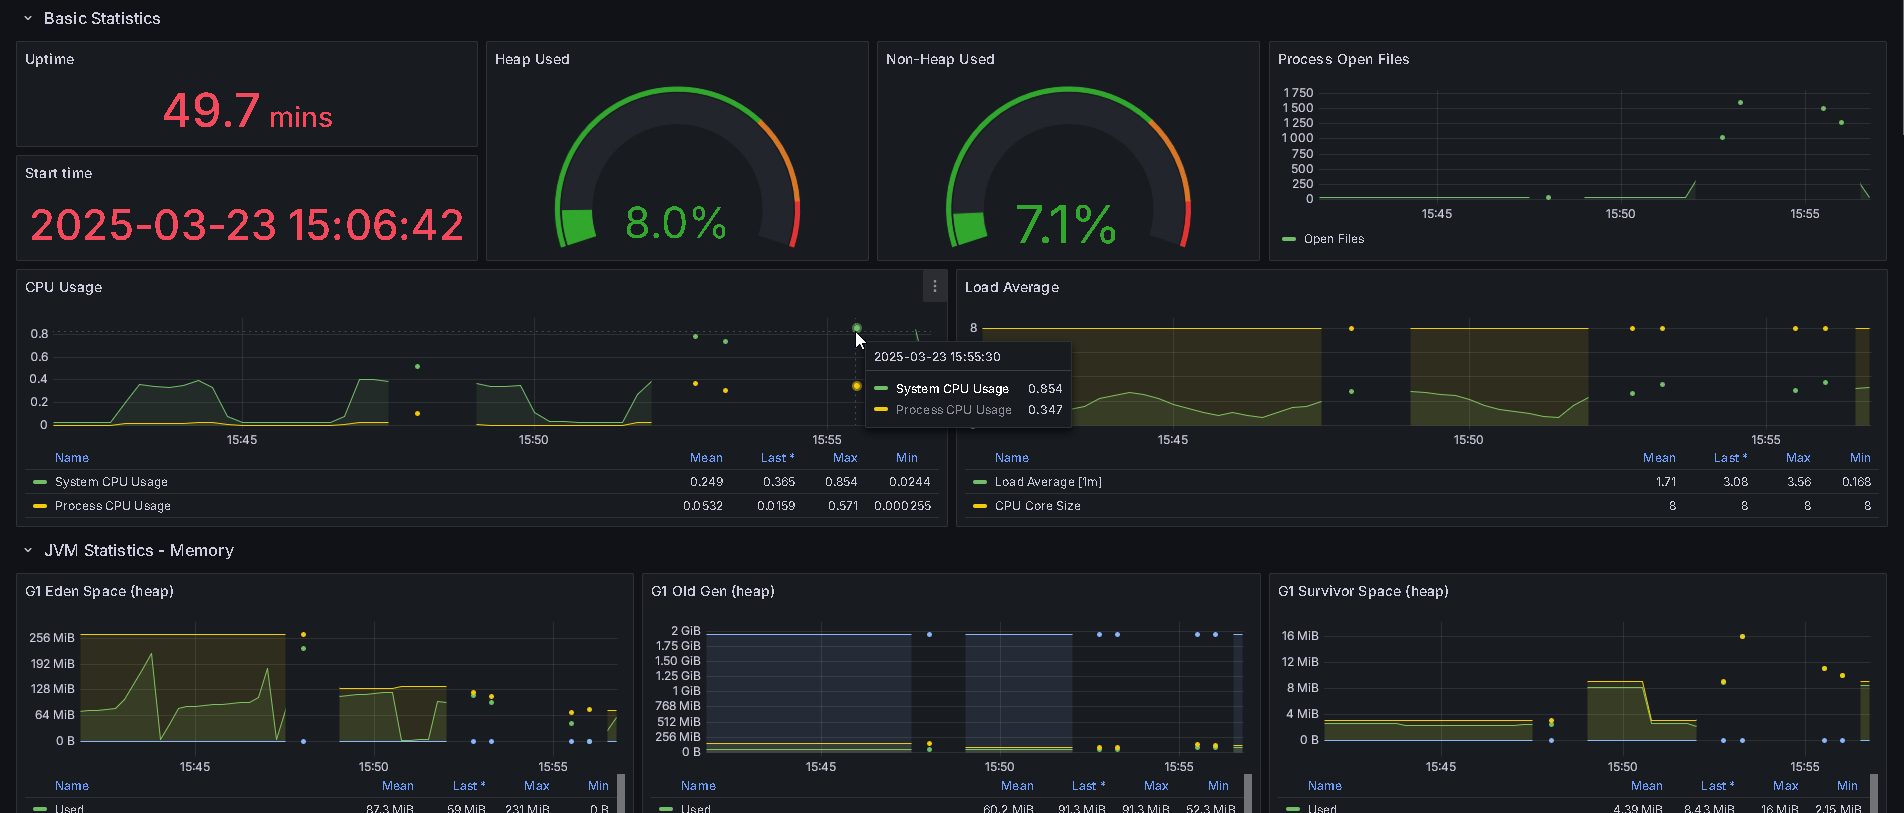 Basic Statistics
Uptime
49.7 mins
Start time
2025-03-23 15:06:42
Heap Used
8.0%
Non-Heap Used
7.1%
Process Open Files
1 750
1 500
1 250
1 000
750
500
250
0
15:45 15:50 15:55
Open Files
CPU Usage
0.8
0.6
0.4
0.2
0
15:45 15:50 15:55
2025-03-23 15:55:30
System CPU Usage 0.854
Process CPU Usage 0.347
Name Mean Last * Max Min
System CPU Usage 0.249 0.365 0.854 0.0244
Process CPU Usage 0.0532 0.0159 0.571 0.000255
Load Average
8
15:45 15:50 15:55
Name Mean Last * Max Min
Load Average [1m] 1.71 3.08 3.56 0.168
CPU Core Size 8 8 8 8
JVM Statistics - Memory
G1 Eden Space (heap)
256 MiB
192 MiB
128 MiB
64 MiB
0 B
15:45 15:50 15:55
Name Mean Last * Max Min
Used 87.3 MiB 59 MiB 231 MiB 0 B
G1 Old Gen (heap)
2 GiB
1.75 GiB
1.50 GiB
1.25 GiB
1 GiB
768 MiB
512 MiB
256 MiB
0 B
15:45 15:50 15:55
Name Mean Last * Max Min
Used 60.2 MiB 91.3 MiB 91.3 MiB 52.3 MiB
G1 Survivor Space (heap)
16 MiB
12 MiB
8 MiB
4 MiB
0 B
15:45 15:50 15:55
Name Mean Last * Max Min
Used 4.39 MiB 8.43 MiB 16 MiB 2.15 MiB